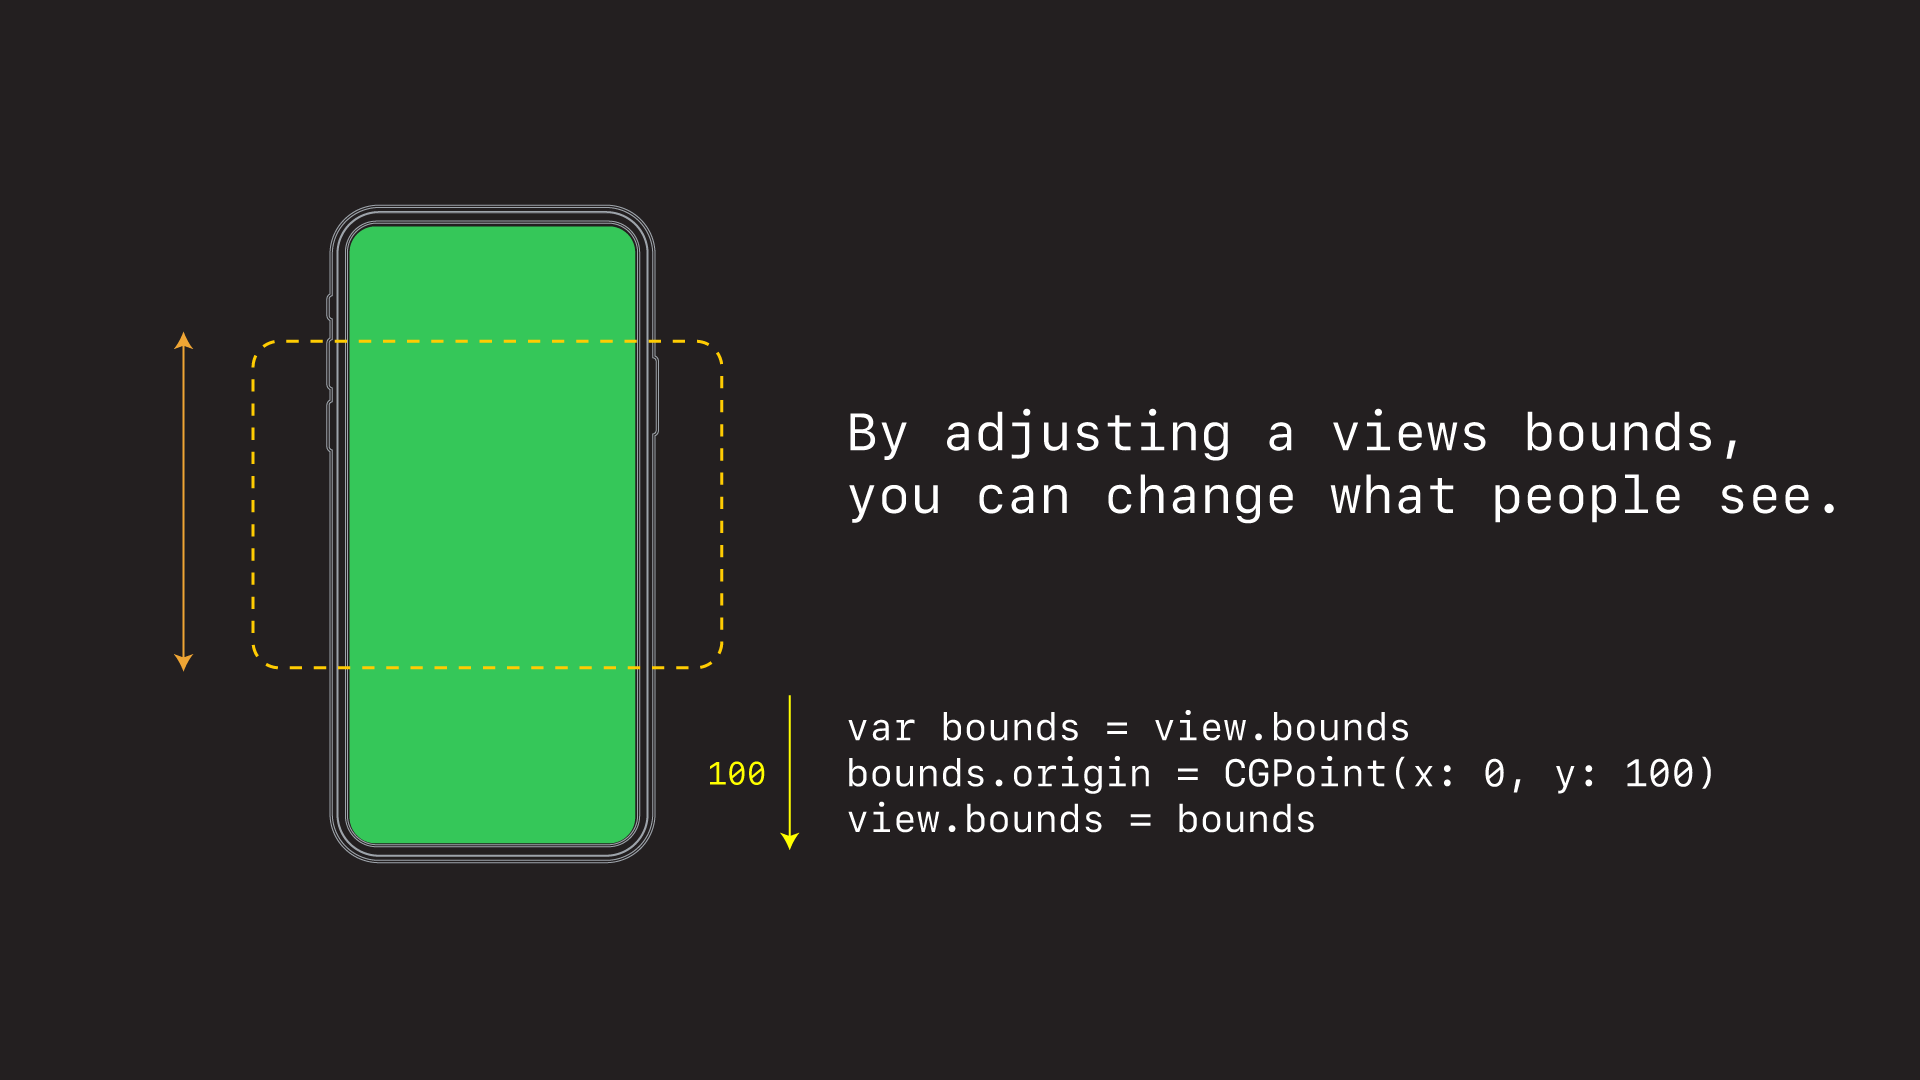 By adjusting a views bounds,
you can change what people see.
100
var bounds = view.bounds
bounds.origin = CGPoint(x: 0, y: 100)
view.bounds = bounds